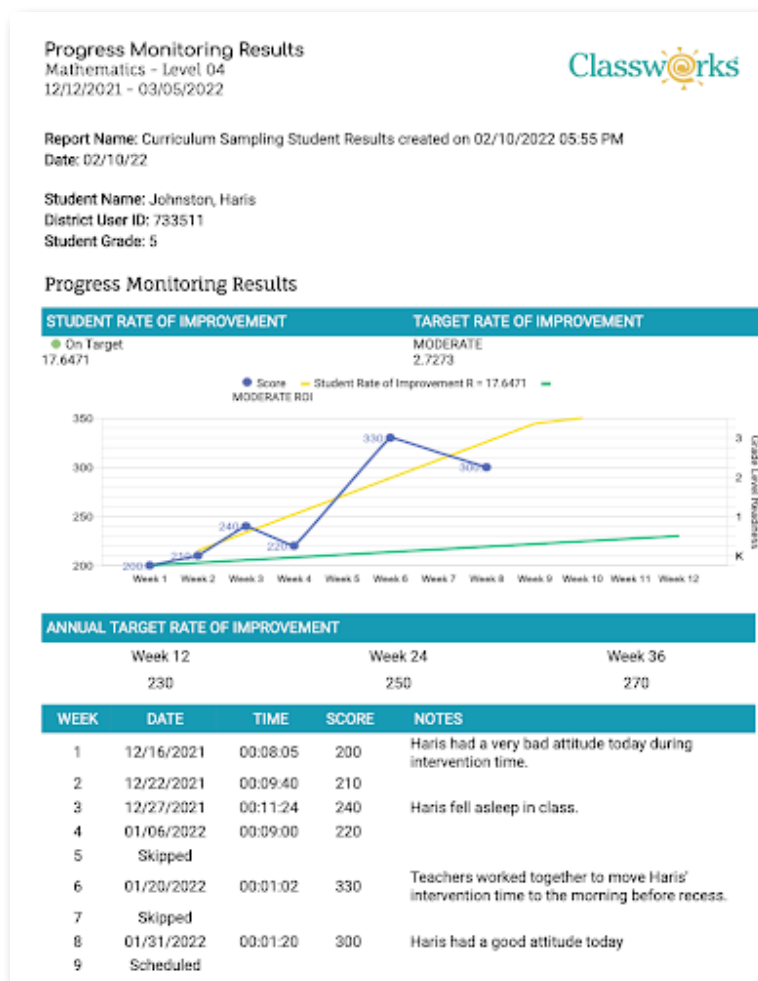 Progress Monitoring Results
Mathematics - Level 04
12/12/2021 - 03/05/2022
Classworks
Report Name: Curriculum Sampling Student Results created on 02/10/2022 05:55 PM
Date: 02/10/22
Student Name: Johnston, Haris
District User ID: 733511
Student Grade: 5
Progress Monitoring Results
STUDENT RATE OF IMPROVEMENT TARGET RATE OF IMPROVEMENT
On Target MODERATE
17.6471 2.7273
Score Student Rate of Improvement R = 17.6471
MODERATE ROI
350
300
250
200
200
210
240
220
330
300
3
2
1
K
Grade Level Readiness
Week 1 Week 2 Week 3 Week 4 Week 5 Week 6 Week 7 Week 8 Week 9 Week 10 Week 11 Week 12
ANNUAL TARGET RATE OF IMPROVEMENT
Week 12 Week 24 Week 36
230 250 270
WEEK DATE TIME SCORE NOTES
1 12/16/2021 00:08:05 200 Haris had a very bad attitude today during
intervention time.
2 12/22/2021 00:09:40 210
3 12/27/2021 00:11:24 240 Haris fell asleep in class.
4 01/06/2022 00:09:00 220
5 Skipped
6 01/20/2022 00:01:02 330 Teachers worked together to move Haris'
intervention time to the morning before recess.
7 Skipped
8 01/31/2022 00:01:20 300 Haris had a good attitude today
9 Scheduled